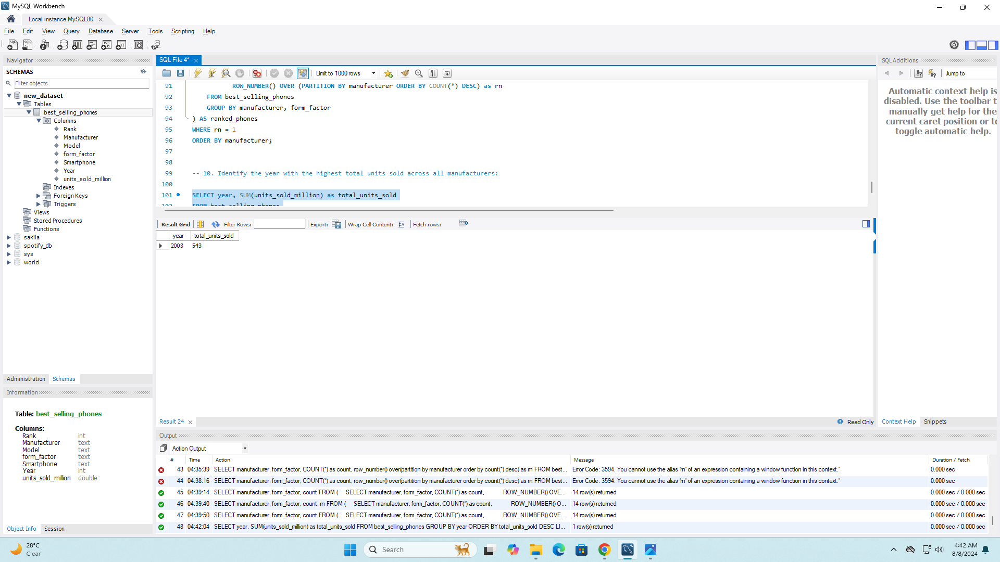 MySQL Workbench
Local instance MySQL80
File Edit View Query Database Server Tools Scripting Help
Navigator
SCHEMAS
Filter objects
new_dataset
Tables
best_selling_phones
Columns
Rank
Manufacturer
Model
form_factor
Smartphone
Year
units_sold_million
Indexes
Foreign Keys
Triggers
Views
Stored Procedures
Functions
sakila
spotify_db
sys
world
Administration Schemas
Information
Table: best_selling_phones
Columns:
Rank int
Manufacturer text
Model text
form_factor text
Smartphone text
Year int
units_sold_million double
Object Info Session
SQL File 4*
Limit to 1000 rows
91 ROW_NUMBER() OVER (PARTITION BY manufacturer ORDER BY COUNT(*) DESC) as rn
92 FROM best_selling_phones
93 GROUP BY manufacturer, form_factor
94 ) AS ranked_phones
95 WHERE rn = 1
96 ORDER BY manufacturer;
97
98
99 -- 10. Identify the year with the highest total units sold across all manufacturers:
100
101 SELECT year, SUM(units_sold_million) as total_units_sold
102 FROM best_selling_phones
Result Grid Filter Rows: Export: Wrap Cell Content: Fetch rows:
year total_units_sold
2003 543
Result 24
Read Only
SQLAdditions
Jump to
Automatic context help is
disabled. Use the toolbar t
manually get help for the
current caret position or to
toggle automatic help.
Context Help Snippets
Output
Action Output
# Time Action Message Duration / Fetch
43 04:35:39 SELECT manufacturer, form_factor, COUNT(*) as count, row_number() over(partition by manufacturer order by count(*) desc) as rn FROM best... Error Code: 3594. You cannot use the alias 'rn' of an expression containing a window function in this context.' 0.000 sec
44 04:38:16 SELECT manufacturer, form_factor, COUNT(*) as count, row_number() over(partition by manufacturer order by count(*) desc) as rn FROM best... Error Code: 3594. You cannot use the alias 'rn' of an expression containing a window function in this context.' 0.000 sec
45 04:39:14 SELECT manufacturer, form_factor, count FROM ( SELECT manufacturer, form_factor, COUNT(*) as count, ROW_NUMBER() OVE... 14 row(s) returned 0.000 sec / 0.000 sec
46 04:39:40 SELECT manufacturer, form_factor, count, rn FROM ( SELECT manufacturer, form_factor, COUNT(*) as count, ROW_NUMBER() O... 14 row(s) returned 0.000 sec / 0.000 sec
47 04:39:50 SELECT manufacturer, form_factor, count FROM ( SELECT manufacturer, form_factor, COUNT(*) as count, ROW_NUMBER() OVE... 14 row(s) returned 0.000 sec / 0.000 sec
48 04:42:04 SELECT year, SUM(units_sold_million) as total_units_sold FROM best_selling_phones GROUP BY year ORDER BY total_units_sold DESC LI... 1 row(s) returned 0.000 sec / 0.000 sec
28°C
Clear
Search
4:42 AM
8/8/2024